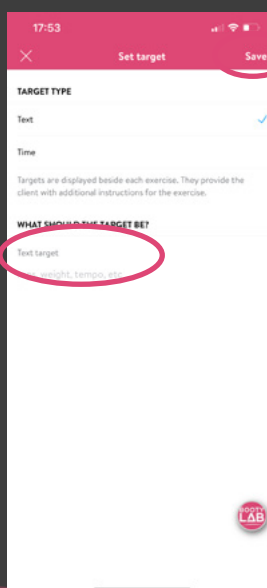 17:53
Set target
Save
TARGET TYPE
Text
Time
Targets are displayed beside each exercise. They provide the
client with additional instructions for the exercise.
WHAT SHOULD THE TARGET BE?
Text target
weight, tempo, etc
BOOTY
LAB